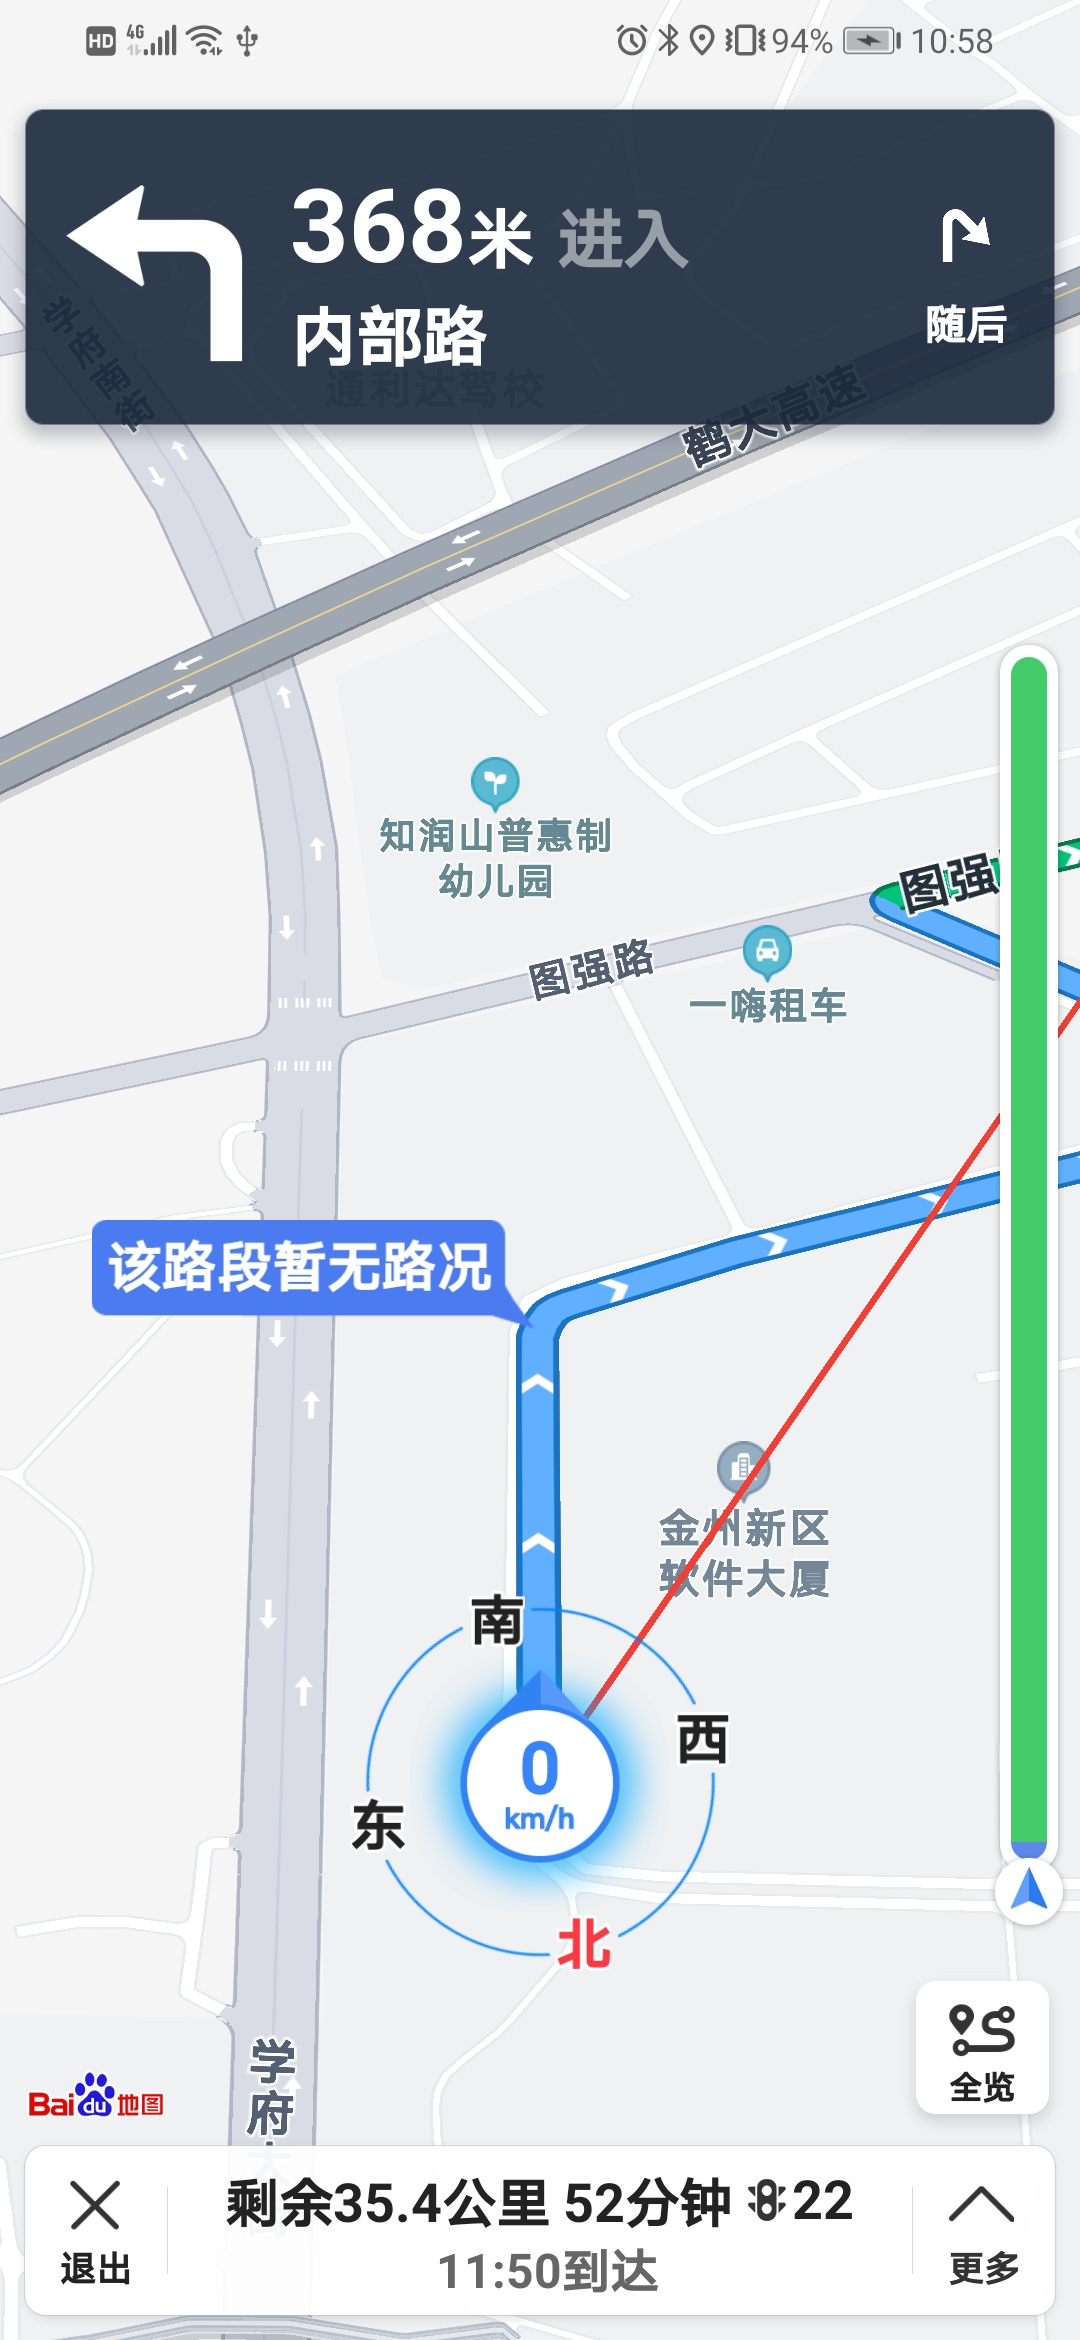 HD 4G 94% 10:58
368米 进入
内部路
随后
学府南街
通利达驾校
鹤大高速
知润山普惠制
幼儿园
图强
图强路
一嗨租车
该路段暂无路况
金州新区
软件大厦
南
西
0
km/h
东
北
全览
学府大
Bai du 地图
剩余35.4公里 52分钟 22
11:50到达
退出
更多